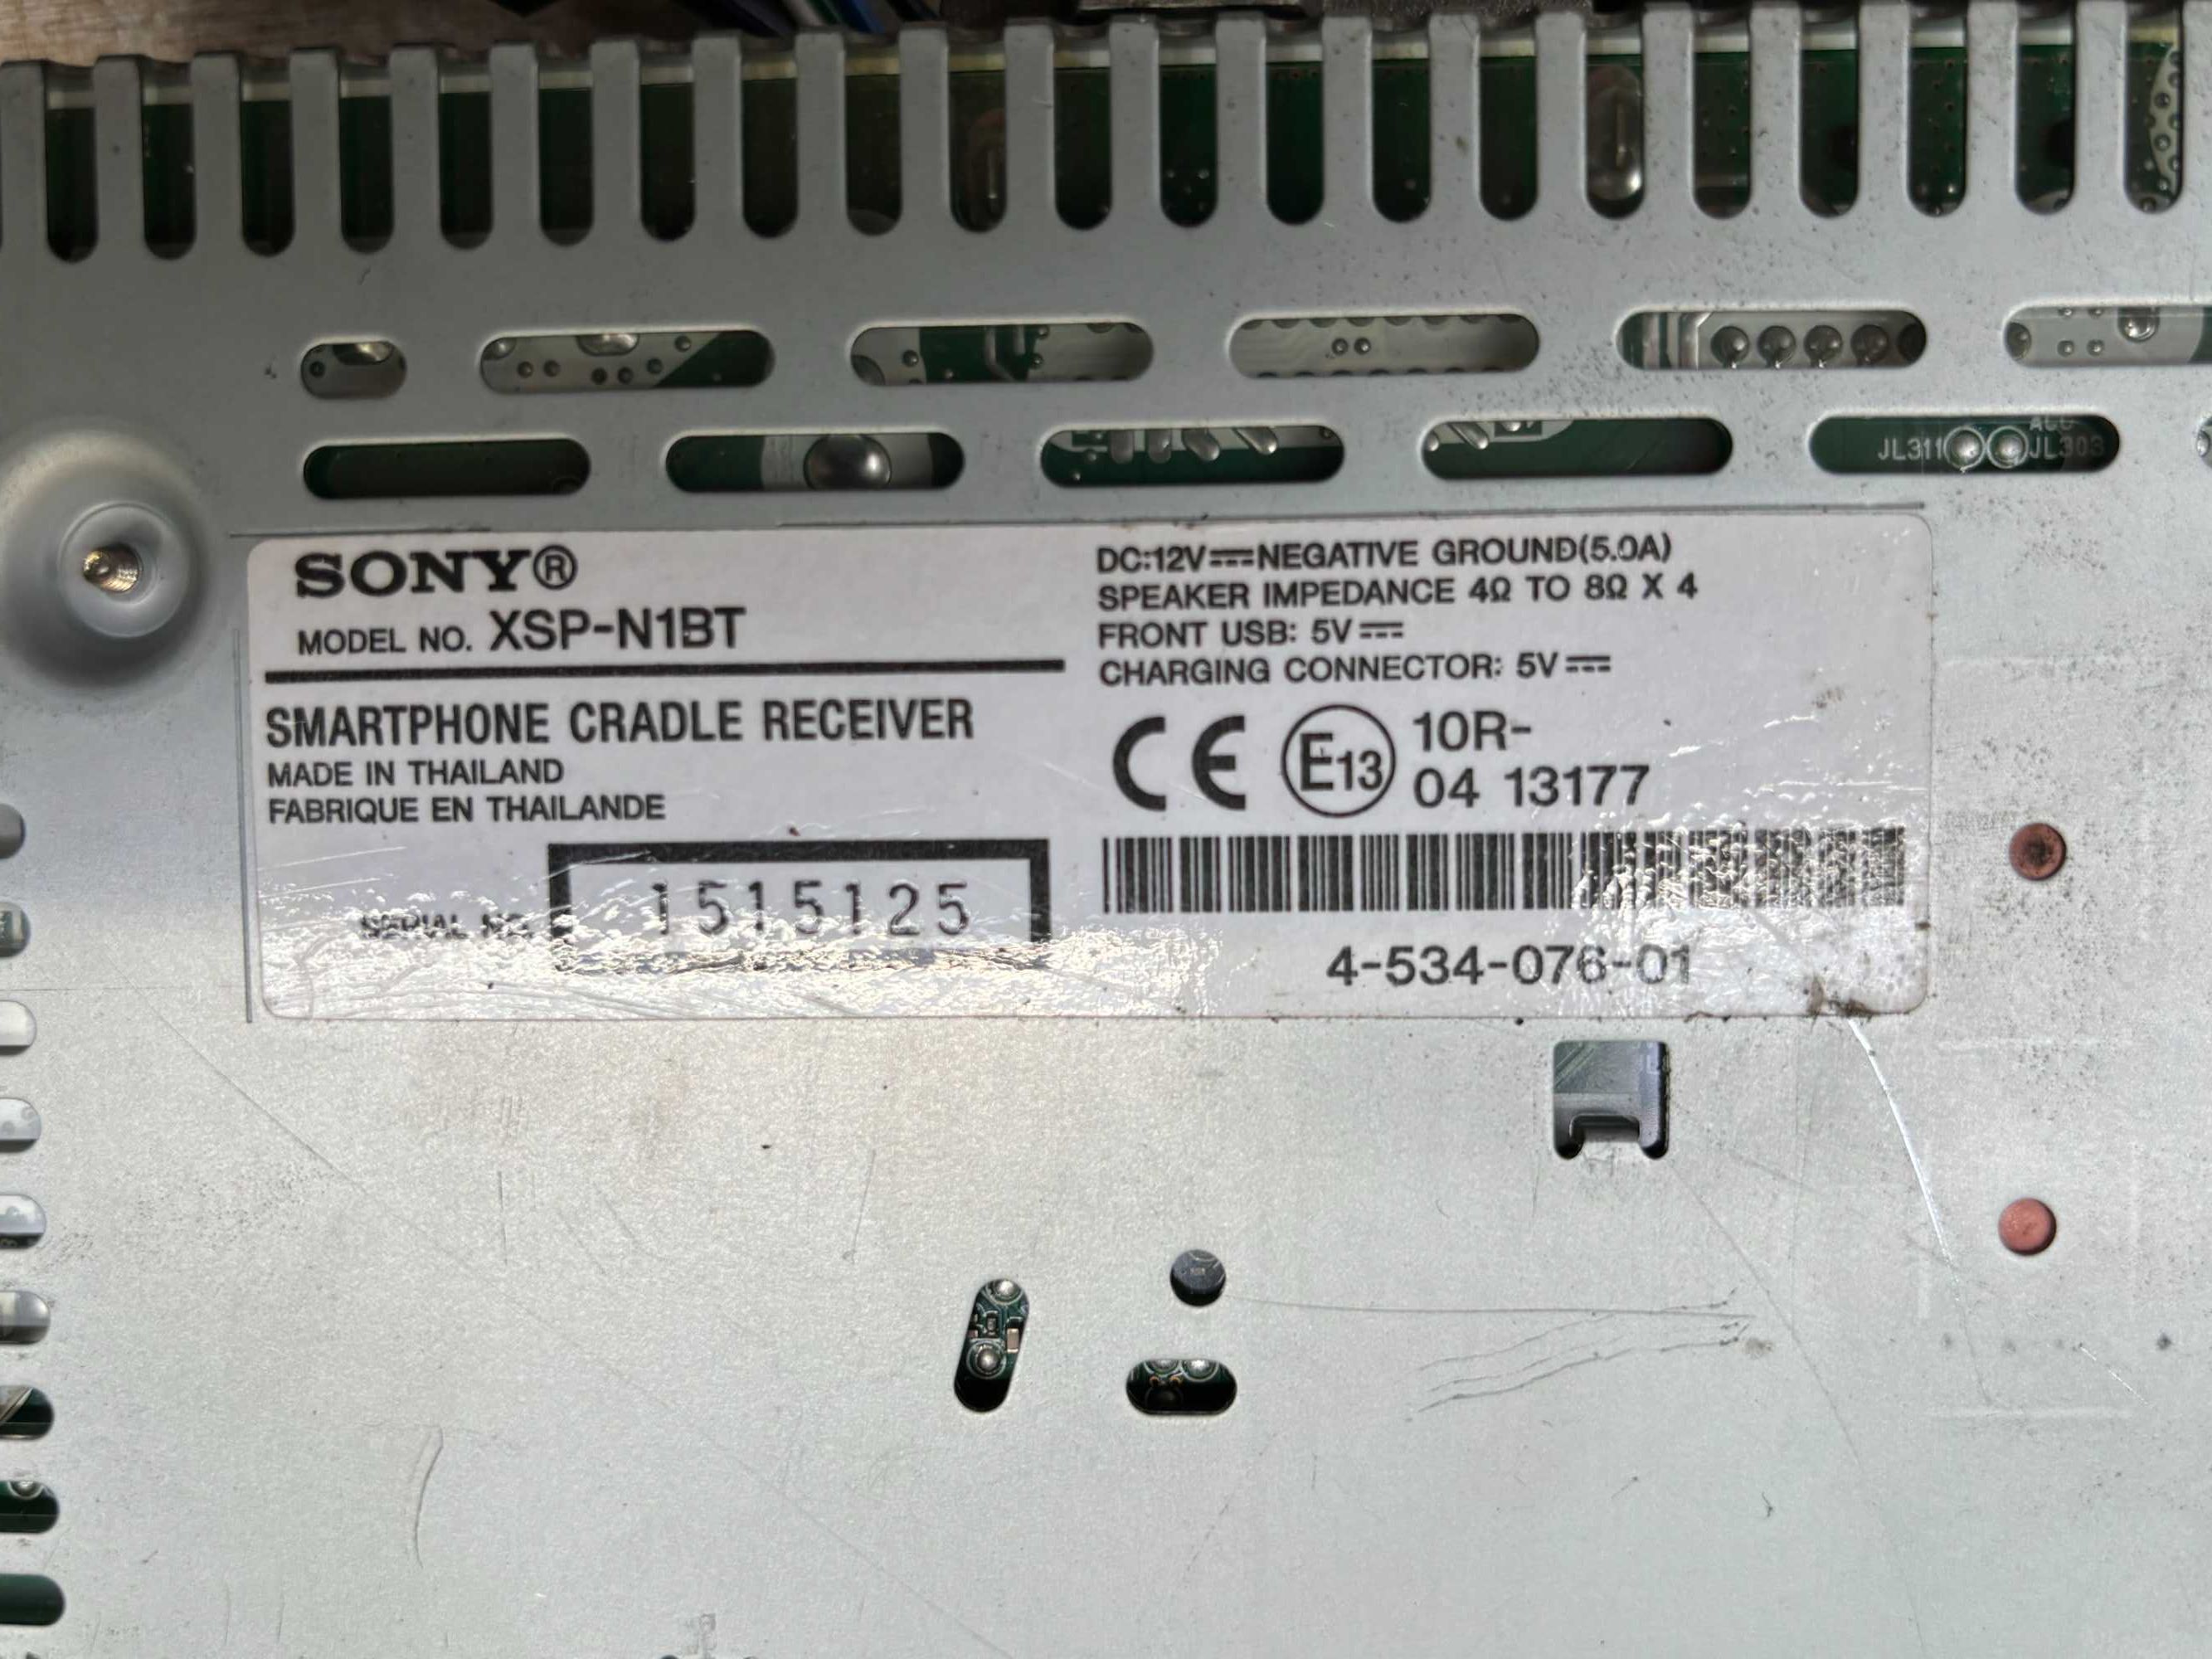 JL311 JL303
SONY®
MODEL NO. XSP-N1BT
SMARTPHONE CRADLE RECEIVER
MADE IN THAILAND
FABRIQUE EN THAILANDE
SERIAL NO. 1515125
DC:12V⎓NEGATIVE GROUND(5.0A)
SPEAKER IMPEDANCE 4Ω TO 8Ω X 4
FRONT USB: 5V⎓
CHARGING CONNECTOR: 5V⎓
CE E13 10R-
04 13177
4-534-076-01